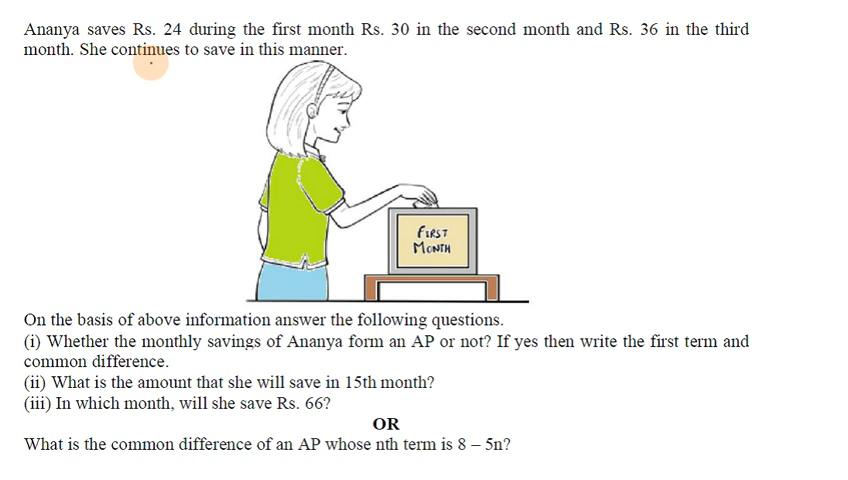 Ananya saves Rs. 24 during the first month Rs. 30 in the second month and Rs. 36 in the third
month. She continues to save in this manner.
FIRST
MONTH
On the basis of above information answer the following questions.
(i) Whether the monthly savings of Ananya form an AP or not? If yes then write the first term and
common difference.
(ii) What is the amount that she will save in 15th month?
(iii) In which month, will she save Rs. 66?
OR
What is the common difference of an AP whose nth term is 8 – 5n?